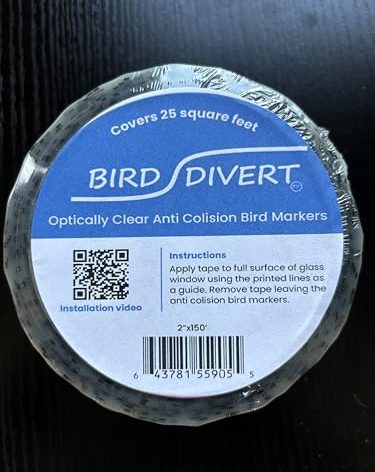 Covers 25 square feet
BIRD DIVERT
Optically Clear Anti Colision Bird Markers
Instructions
Apply tape to full surface of glass
window using the printed lines as
a guide. Remove tape leaving the
anti colision bird markers.
Installation video
2"x150'
6 43781 55905 5